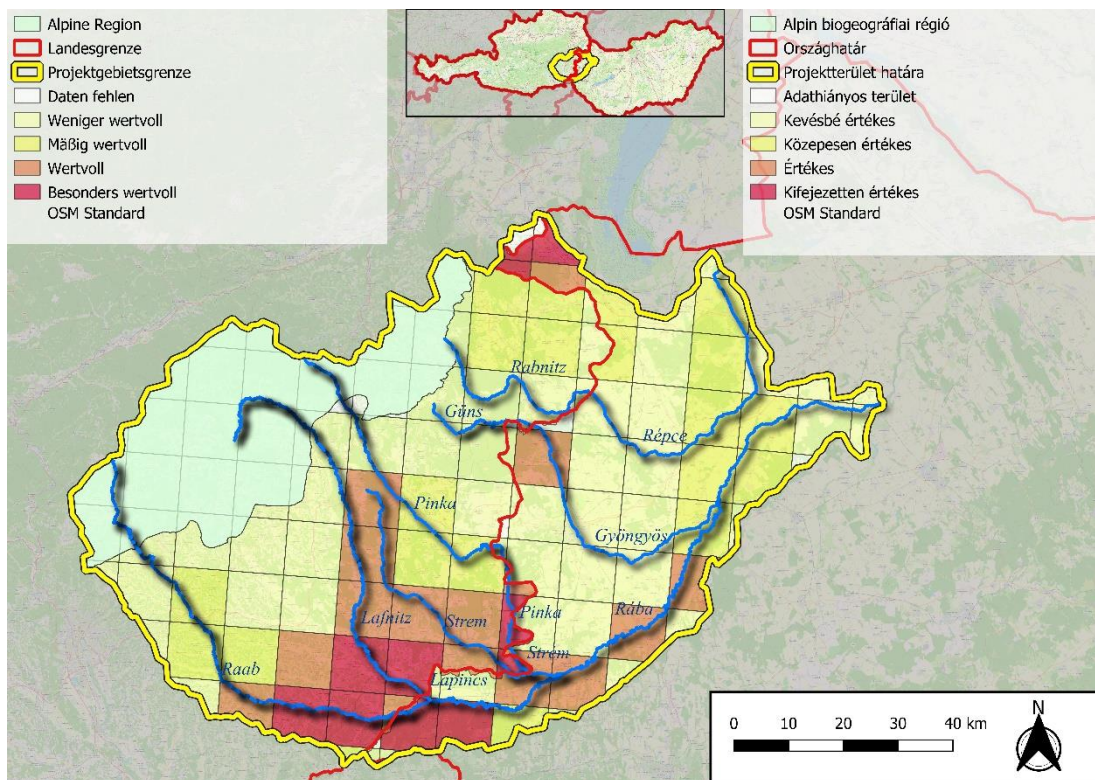 Alpine Region
Landesgrenze
Projektgebietsgrenze
Daten fehlen
Weniger wertvoll
Mäßig wertvoll
Wertvoll
Besonders wertvoll
OSM Standard
Alpin biogeográfiai régió
Országhatár
Projektterület határa
Adathiányos terület
Kevésbé értékes
Közepesen értékes
Értékes
Kifejezetten értékes
OSM Standard
Rabnitz
Güns
Répce
Pinka
Gyöngyös
Lafnitz
Strem
Pinka
Rába
Strém
Raab
Lapincs
0 10 20 30 40 km
N